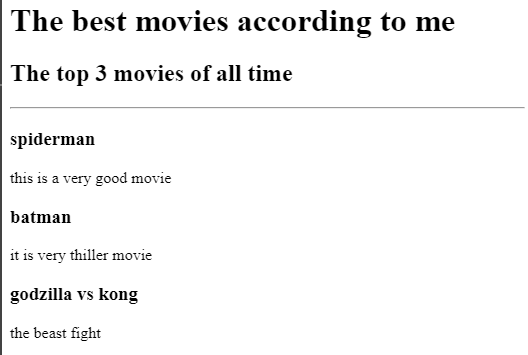 The best movies according to me
The top 3 movies of all time
spiderman
this is a very good movie
batman
it is very thiller movie
godzilla vs kong
the beast fight